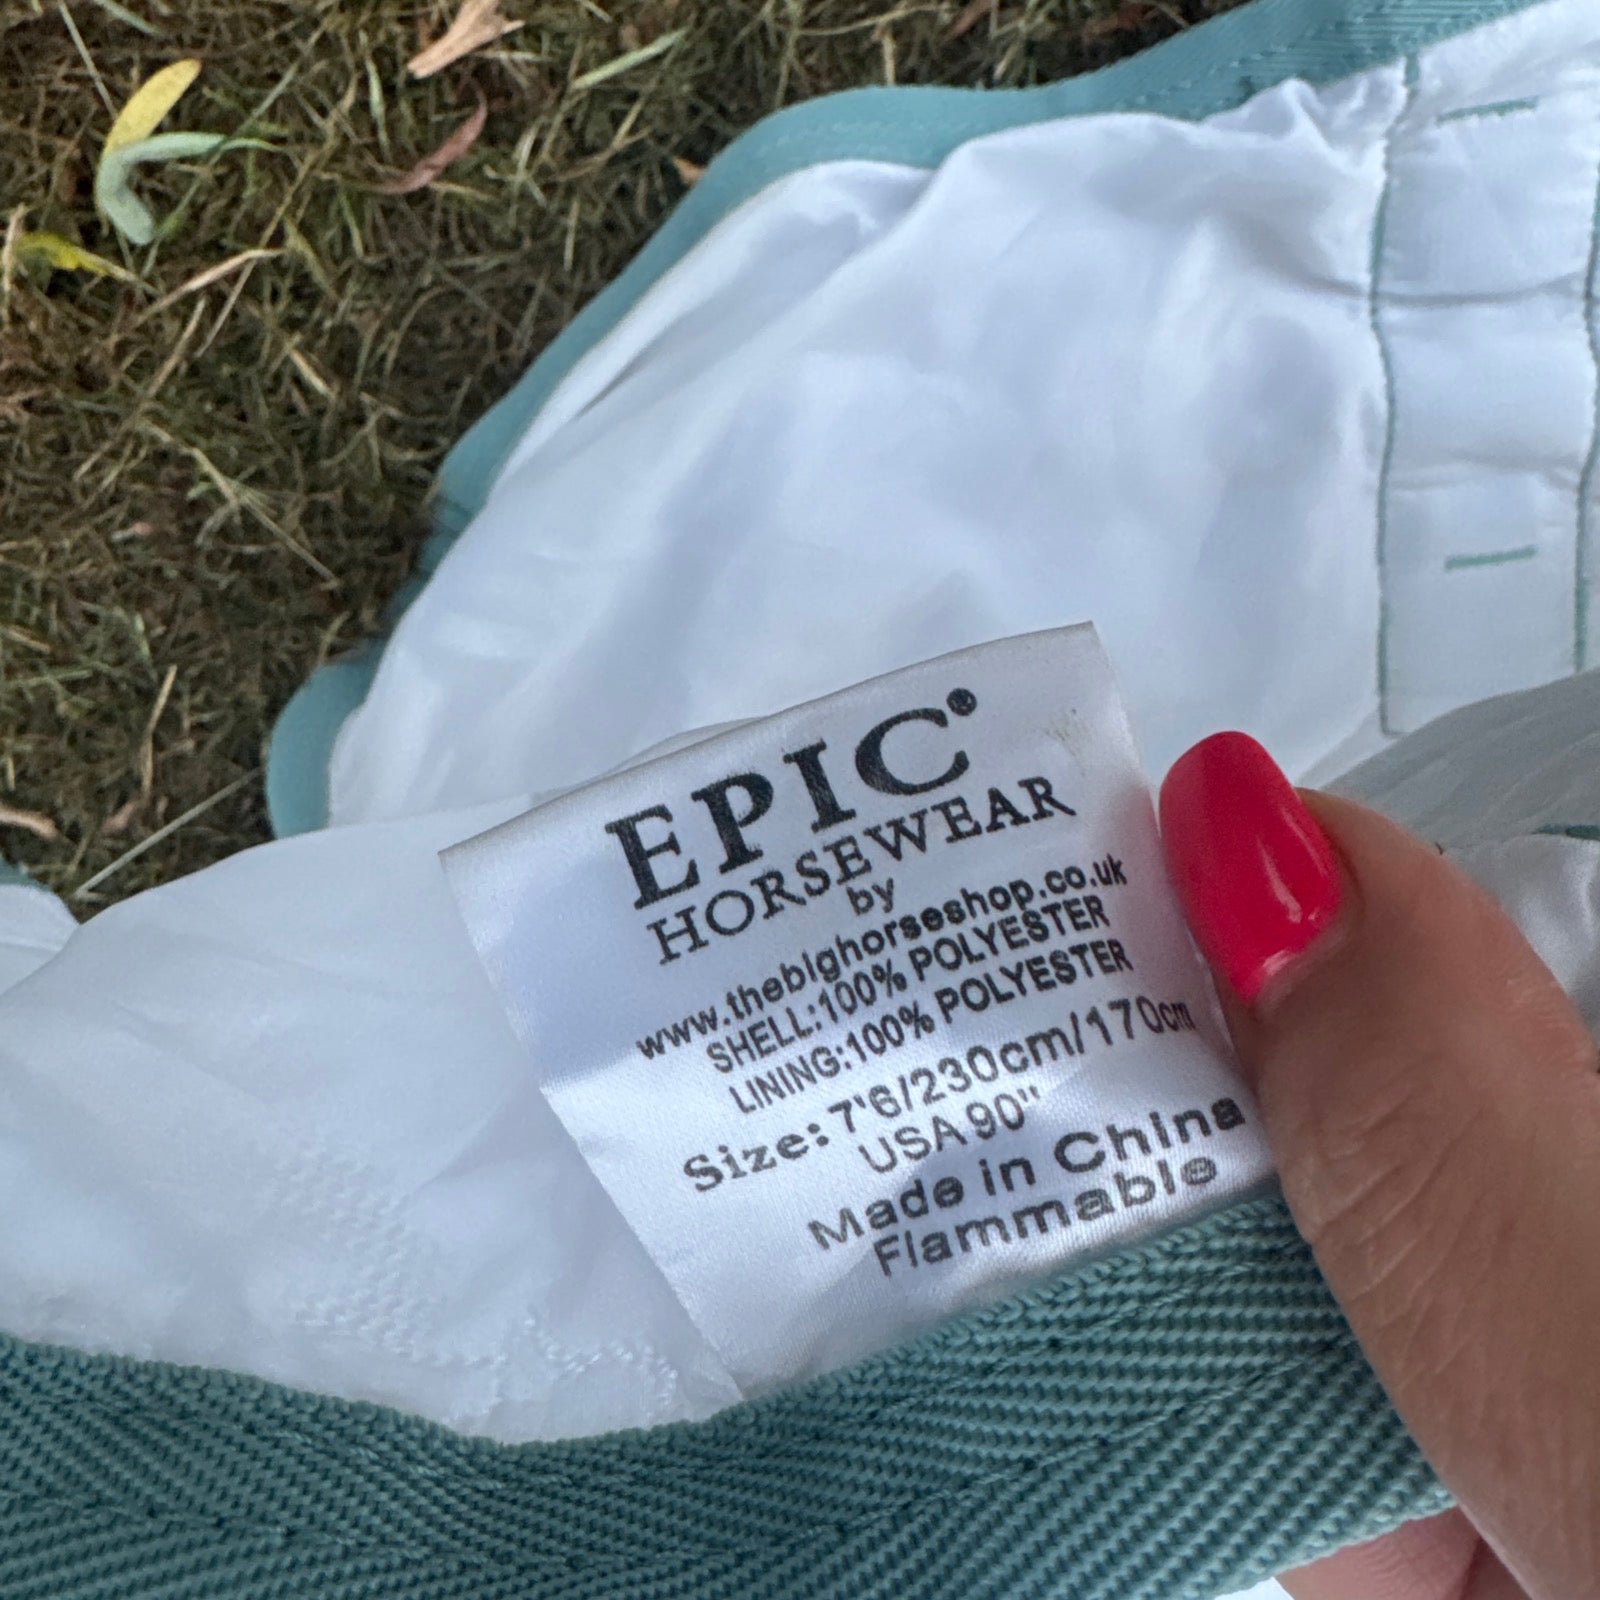 EPIC®
HORSEWEAR
by
www.thebighorseshop.co.uk
SHELL:100% POLYESTER
LINING:100% POLYESTER
Size: 7'6/230cm/170cm
USA 90"
Made in China
Flammable